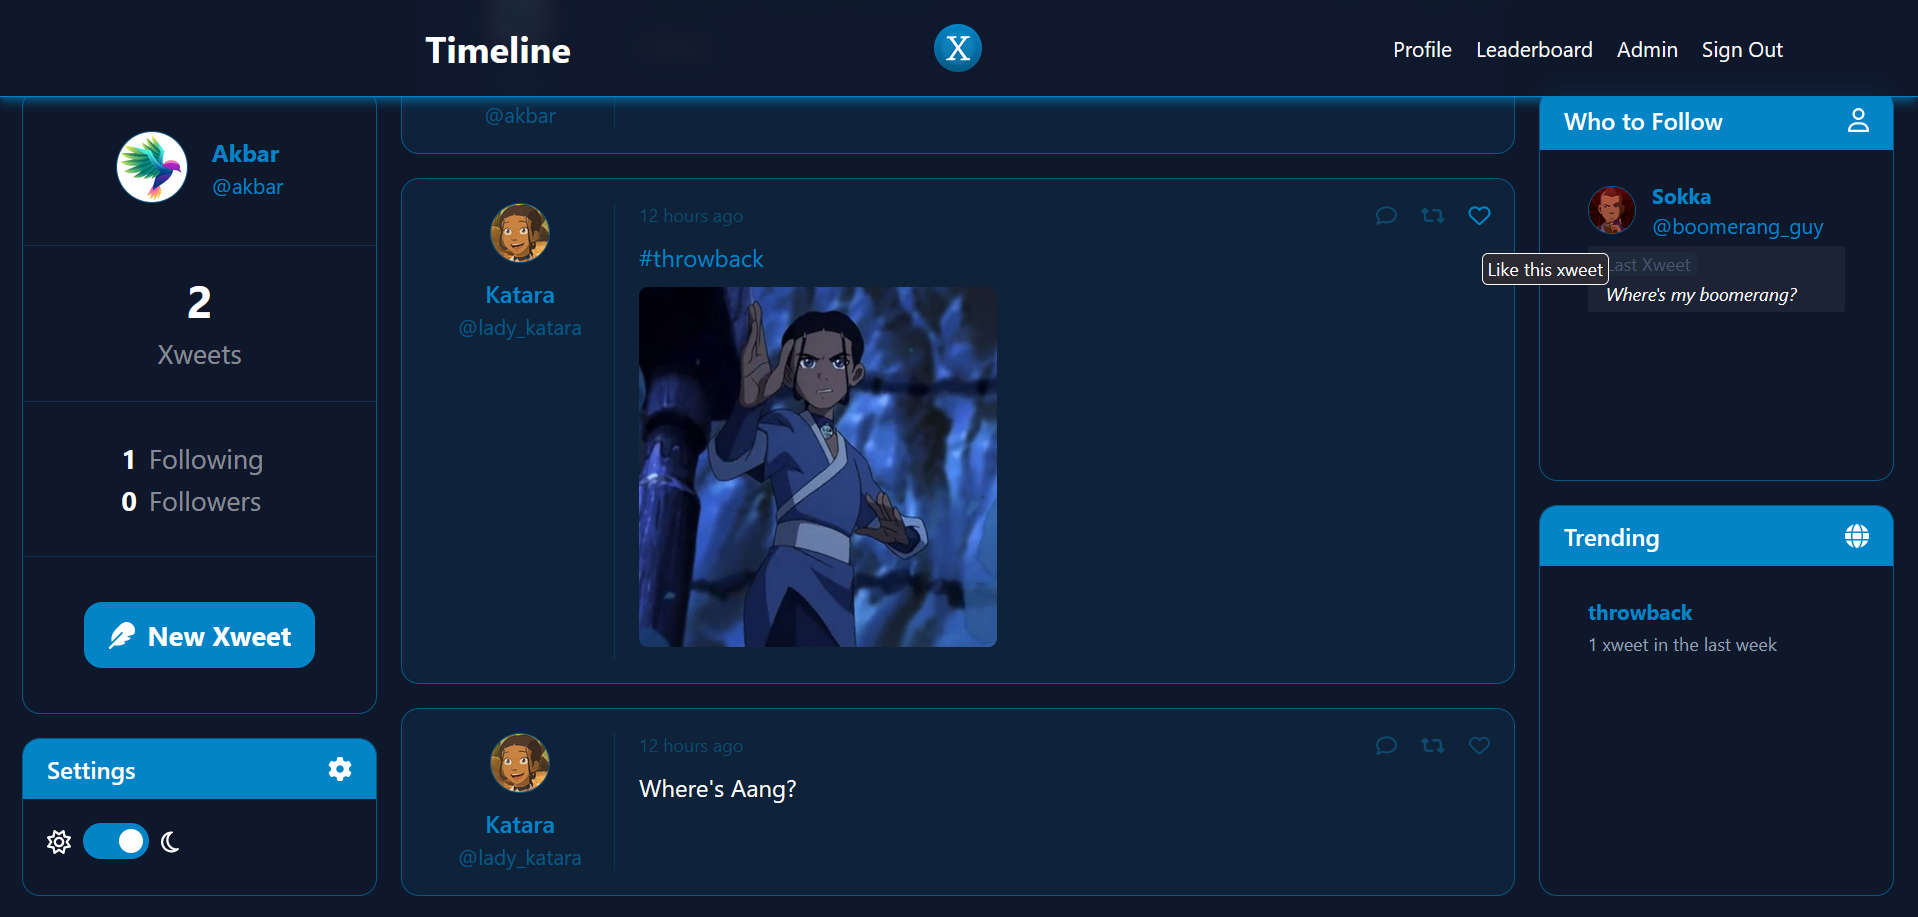 Timeline
X
Profile
Leaderboard
Admin
Sign Out
Akbar
@akbar
2
Xweets
1 Following
0 Followers
New Xweet
Settings
@akbar
12 hours ago
#throwback
Katara
@lady_katara
Like this xweet
12 hours ago
Where's Aang?
Katara
@lady_katara
Who to Follow
Sokka
@boomerang_guy
Last Xweet
Where's my boomerang?
Trending
throwback
1 xweet in the last week